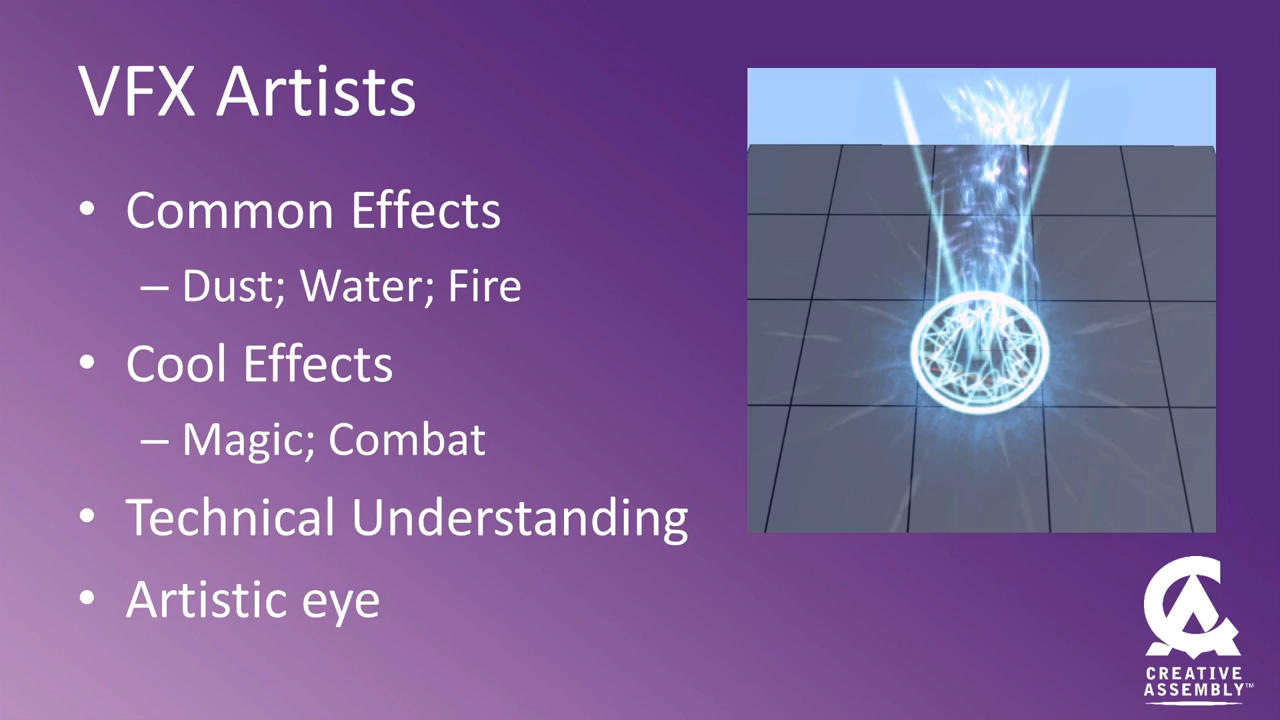 VFX Artists
• Common Effects
– Dust; Water; Fire
• Cool Effects
– Magic; Combat
• Technical Understanding
• Artistic eye
CREATIVE
ASSEMBLY™